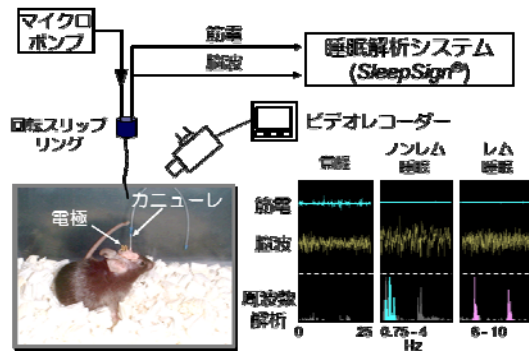 マイクロ
ポンプ
筋電
脳波
睡眠解析システム
(SleepSign®)
回転スリップ
リング
ビデオレコーダー
電極
カニューレ
覚醒
ノンレム
睡眠
レム
睡眠
筋電
脳波
周波数
解析
0 25 0.75-4 6-10
Hz